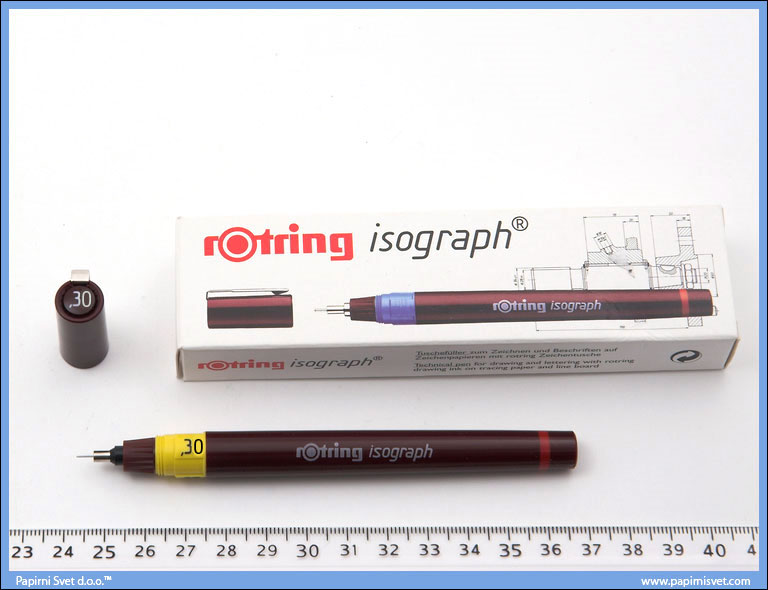 rotring isograph®
rotring isograph
rotring isograph®
Tuschefüller zum Zeichnen und Beschriften auf
Zeichenpapieren mit rotring Zeichentusche
Technical pen for drawing and lettering with rotring
drawing ink on tracing paper and line board
,30
,30
rotring isograph
23 24 25 26 27 28 29 30 31 32 33 34 35 36 37 38 39 40 4
Papirni Svet d.o.o.™
www.papirnisvet.com